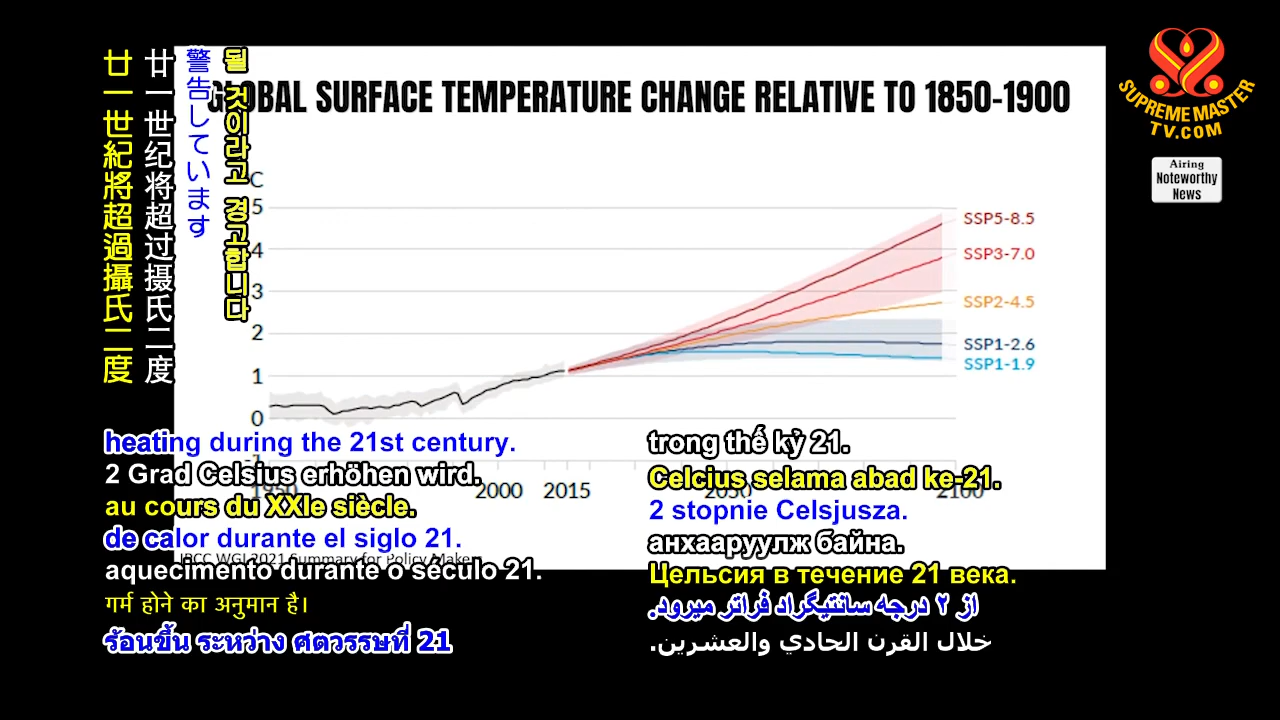 廿一世紀將超過攝氏二度
廿一世纪将超过摄氏二度
警告しています
될 것이라고 경고합니다
GLOBAL SURFACE TEMPERATURE CHANGE RELATIVE TO 1850-1900
SUPREME MASTER
TV.COM
Airing
Noteworthy
News
C
5
4
3
2
1
0
SSP5-8.5
SSP3-7.0
SSP2-4.5
SSP1-2.6
SSP1-1.9
1950
2000
2015
2050
2100
IPCC WGI 2021 Summary for Policy Makers
heating during the 21st century.
2 Grad Celsius erhöhen wird.
au cours du XXIe siècle.
de calor durante el siglo 21.
aquecimento durante o século 21.
गर्म होने का अनुमान है।
ร้อนขึ้น ระหว่าง ศตวรรษที่ 21
trong thế kỷ 21.
Celcius selama abad ke-21.
2 stopnie Celsjusza.
анхааруулж байна.
Цельсия в течение 21 века.
از ۲ درجه سانتیگراد فراتر میرود.
خلال القرن الحادي والعشرين.